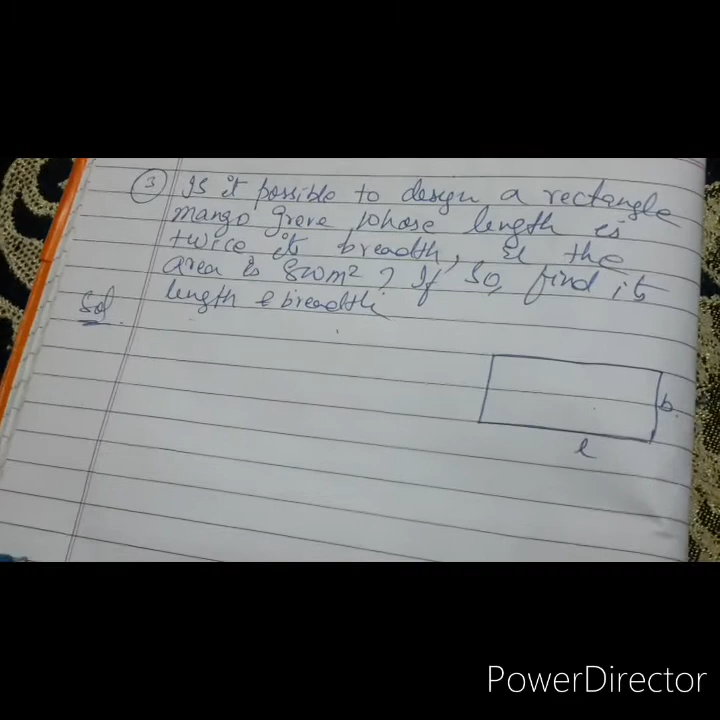 3 Is it possible to design a rectangle
mango grove whose length is
twice its breadth, & the
area is 800m² ? If so, find its
length & breadth
Sol.
b
l
PowerDirector